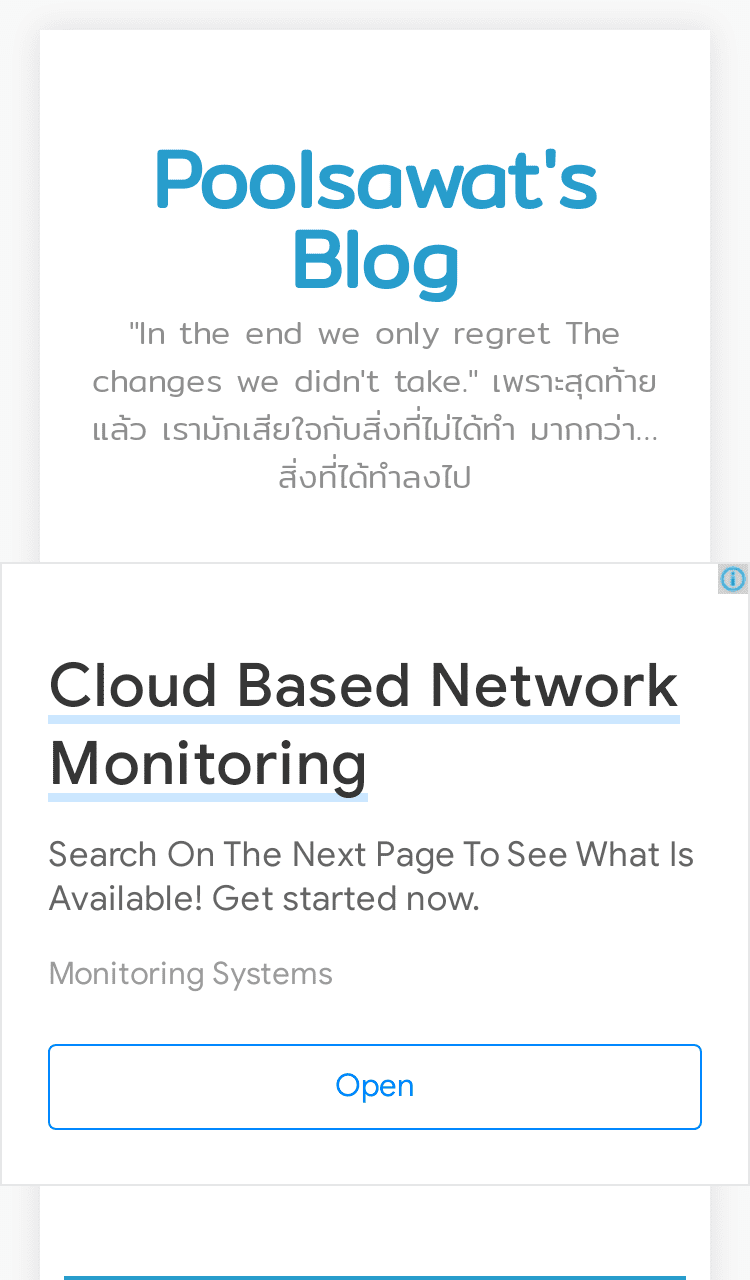 Poolsawat's
Blog
"In the end we only regret The
changes we didn't take." เพราะสุดท้าย
แล้ว เรามักเสียใจกับสิ่งที่ไม่ได้ทำ มากกว่า...
สิ่งที่ได้ทำลงไป
Cloud Based Network
Monitoring
Search On The Next Page To See What Is
Available! Get started now.
Monitoring Systems
Open